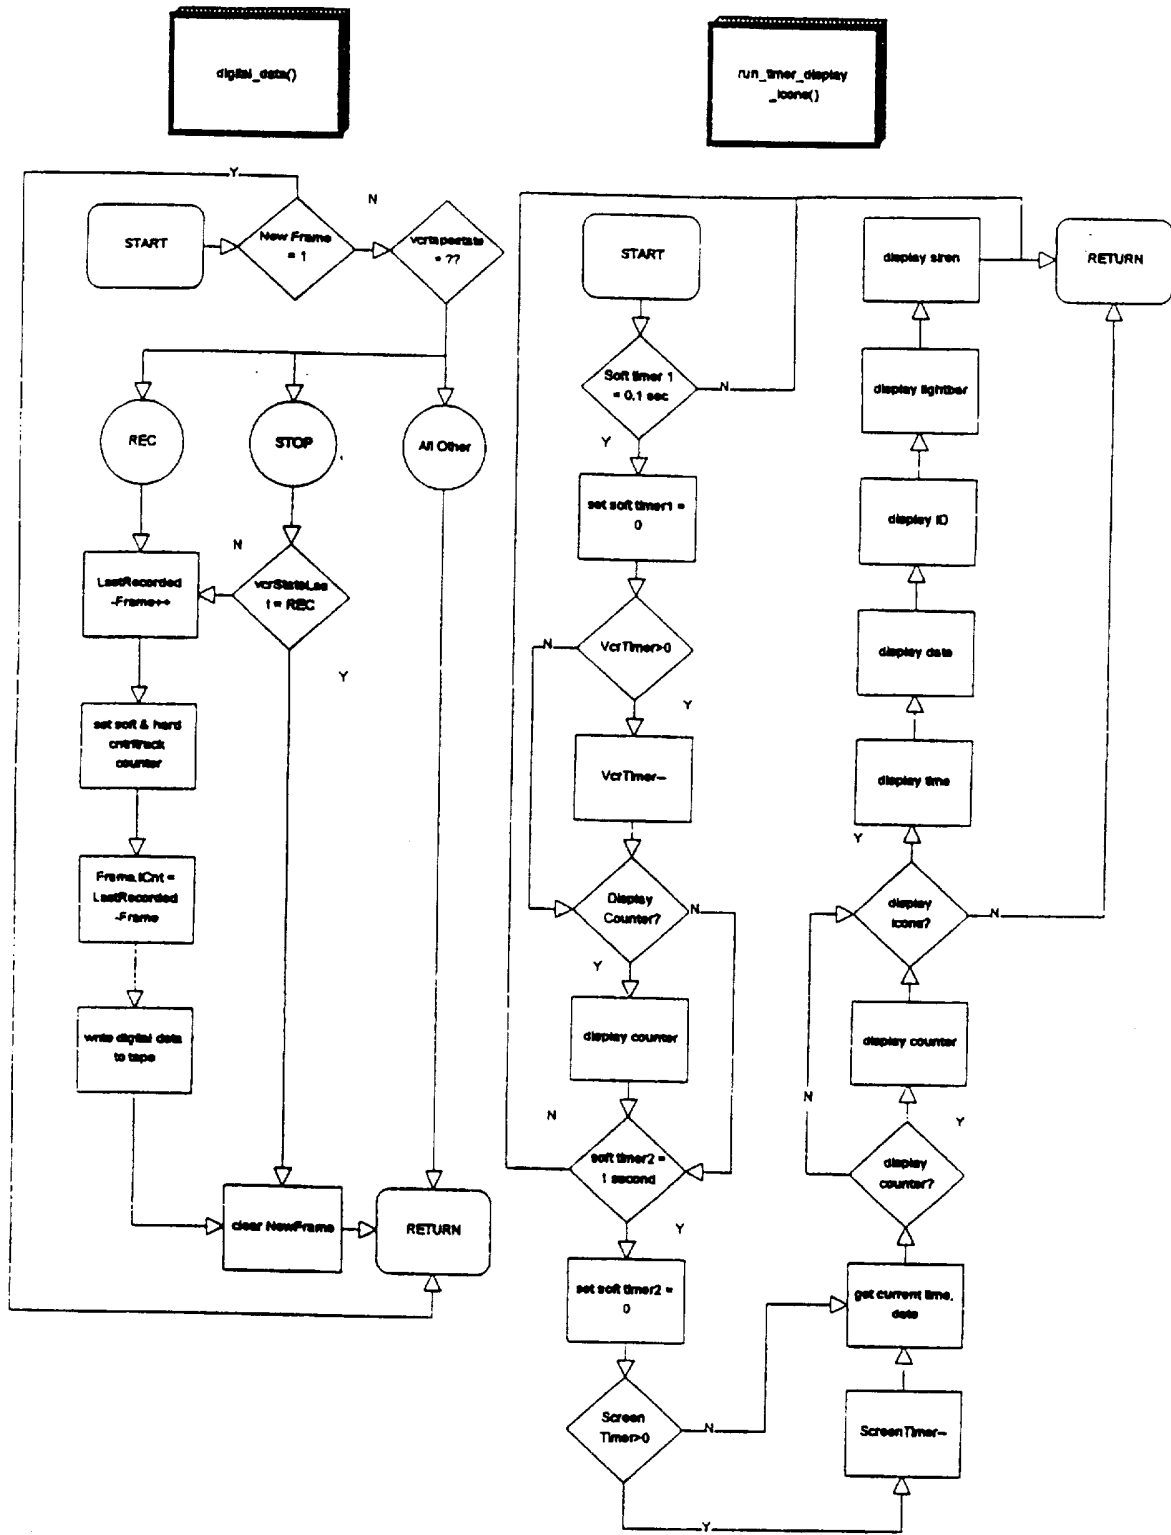 digital_data()
Y
START
New Frame
= 1
N
vcrtapestate
= ??
REC
STOP
All Other
LastRecorded
-Frame++
N
vcrStateLas
t = REC
Y
set soft & hard
cntrltrack
counter
Frame.lCnt =
LastRecorded
-Frame
write digital data
to tape
clear NewFrame
RETURN
run_timer_display
_icons()
START
Soft timer 1
= 0.1 sec
N
Y
set soft timer1 =
0
VcrTimer>0
N
Y
VcrTimer--
Display
Counter?
N
Y
display counter
N
soft timer2 =
1 second
Y
set soft timer2 =
0
Screen
Timer>0
N
Y
ScreenTimer--
get current time,
date
display
counter?
N
Y
display counter
display
icons?
N
Y
display time
display date
display ID
display lightbar
display siren
RETURN